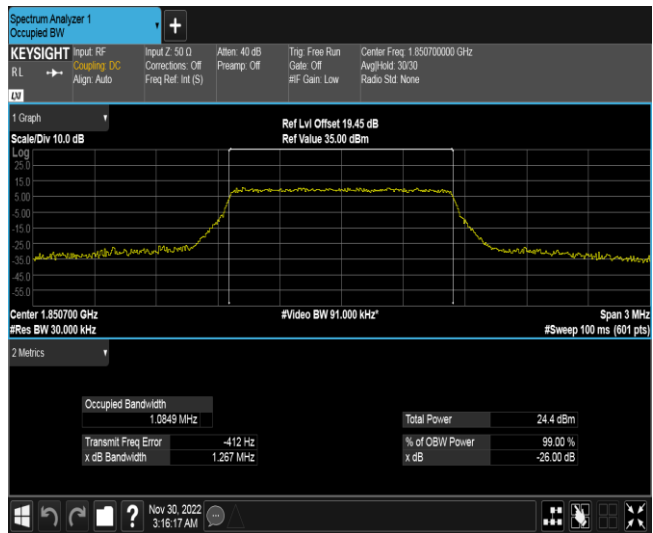 Spectrum Analyzer 1
Occupied BW
+
KEYSIGHT Input: RF Input Z: 50 Ω Atten: 40 dB Trig: Free Run Center Freq: 1.850700000 GHz
RL Coupling: DC Corrections: Off Preamp: Off Gate: Off Avg|Hold: 30/30
Align: Auto Freq Ref: Int (S) #IF Gain: Low Radio Std: None
LXI
1 Graph
Ref Lvl Offset 19.45 dB
Scale/Div 10.0 dB Ref Value 35.00 dBm
Log
25.0
15.0
5.00
-5.00
-15.0
-25.0
-35.0
-45.0
-55.0
Center 1.850700 GHz #Video BW 91.000 kHz* Span 3 MHz
#Res BW 30.000 kHz #Sweep 100 ms (601 pts)
2 Metrics
Occupied Bandwidth
1.0849 MHz Total Power 24.4 dBm
Transmit Freq Error -412 Hz % of OBW Power 99.00 %
x dB Bandwidth 1.267 MHz x dB -26.00 dB
? Nov 30, 2022
3:16:17 AM